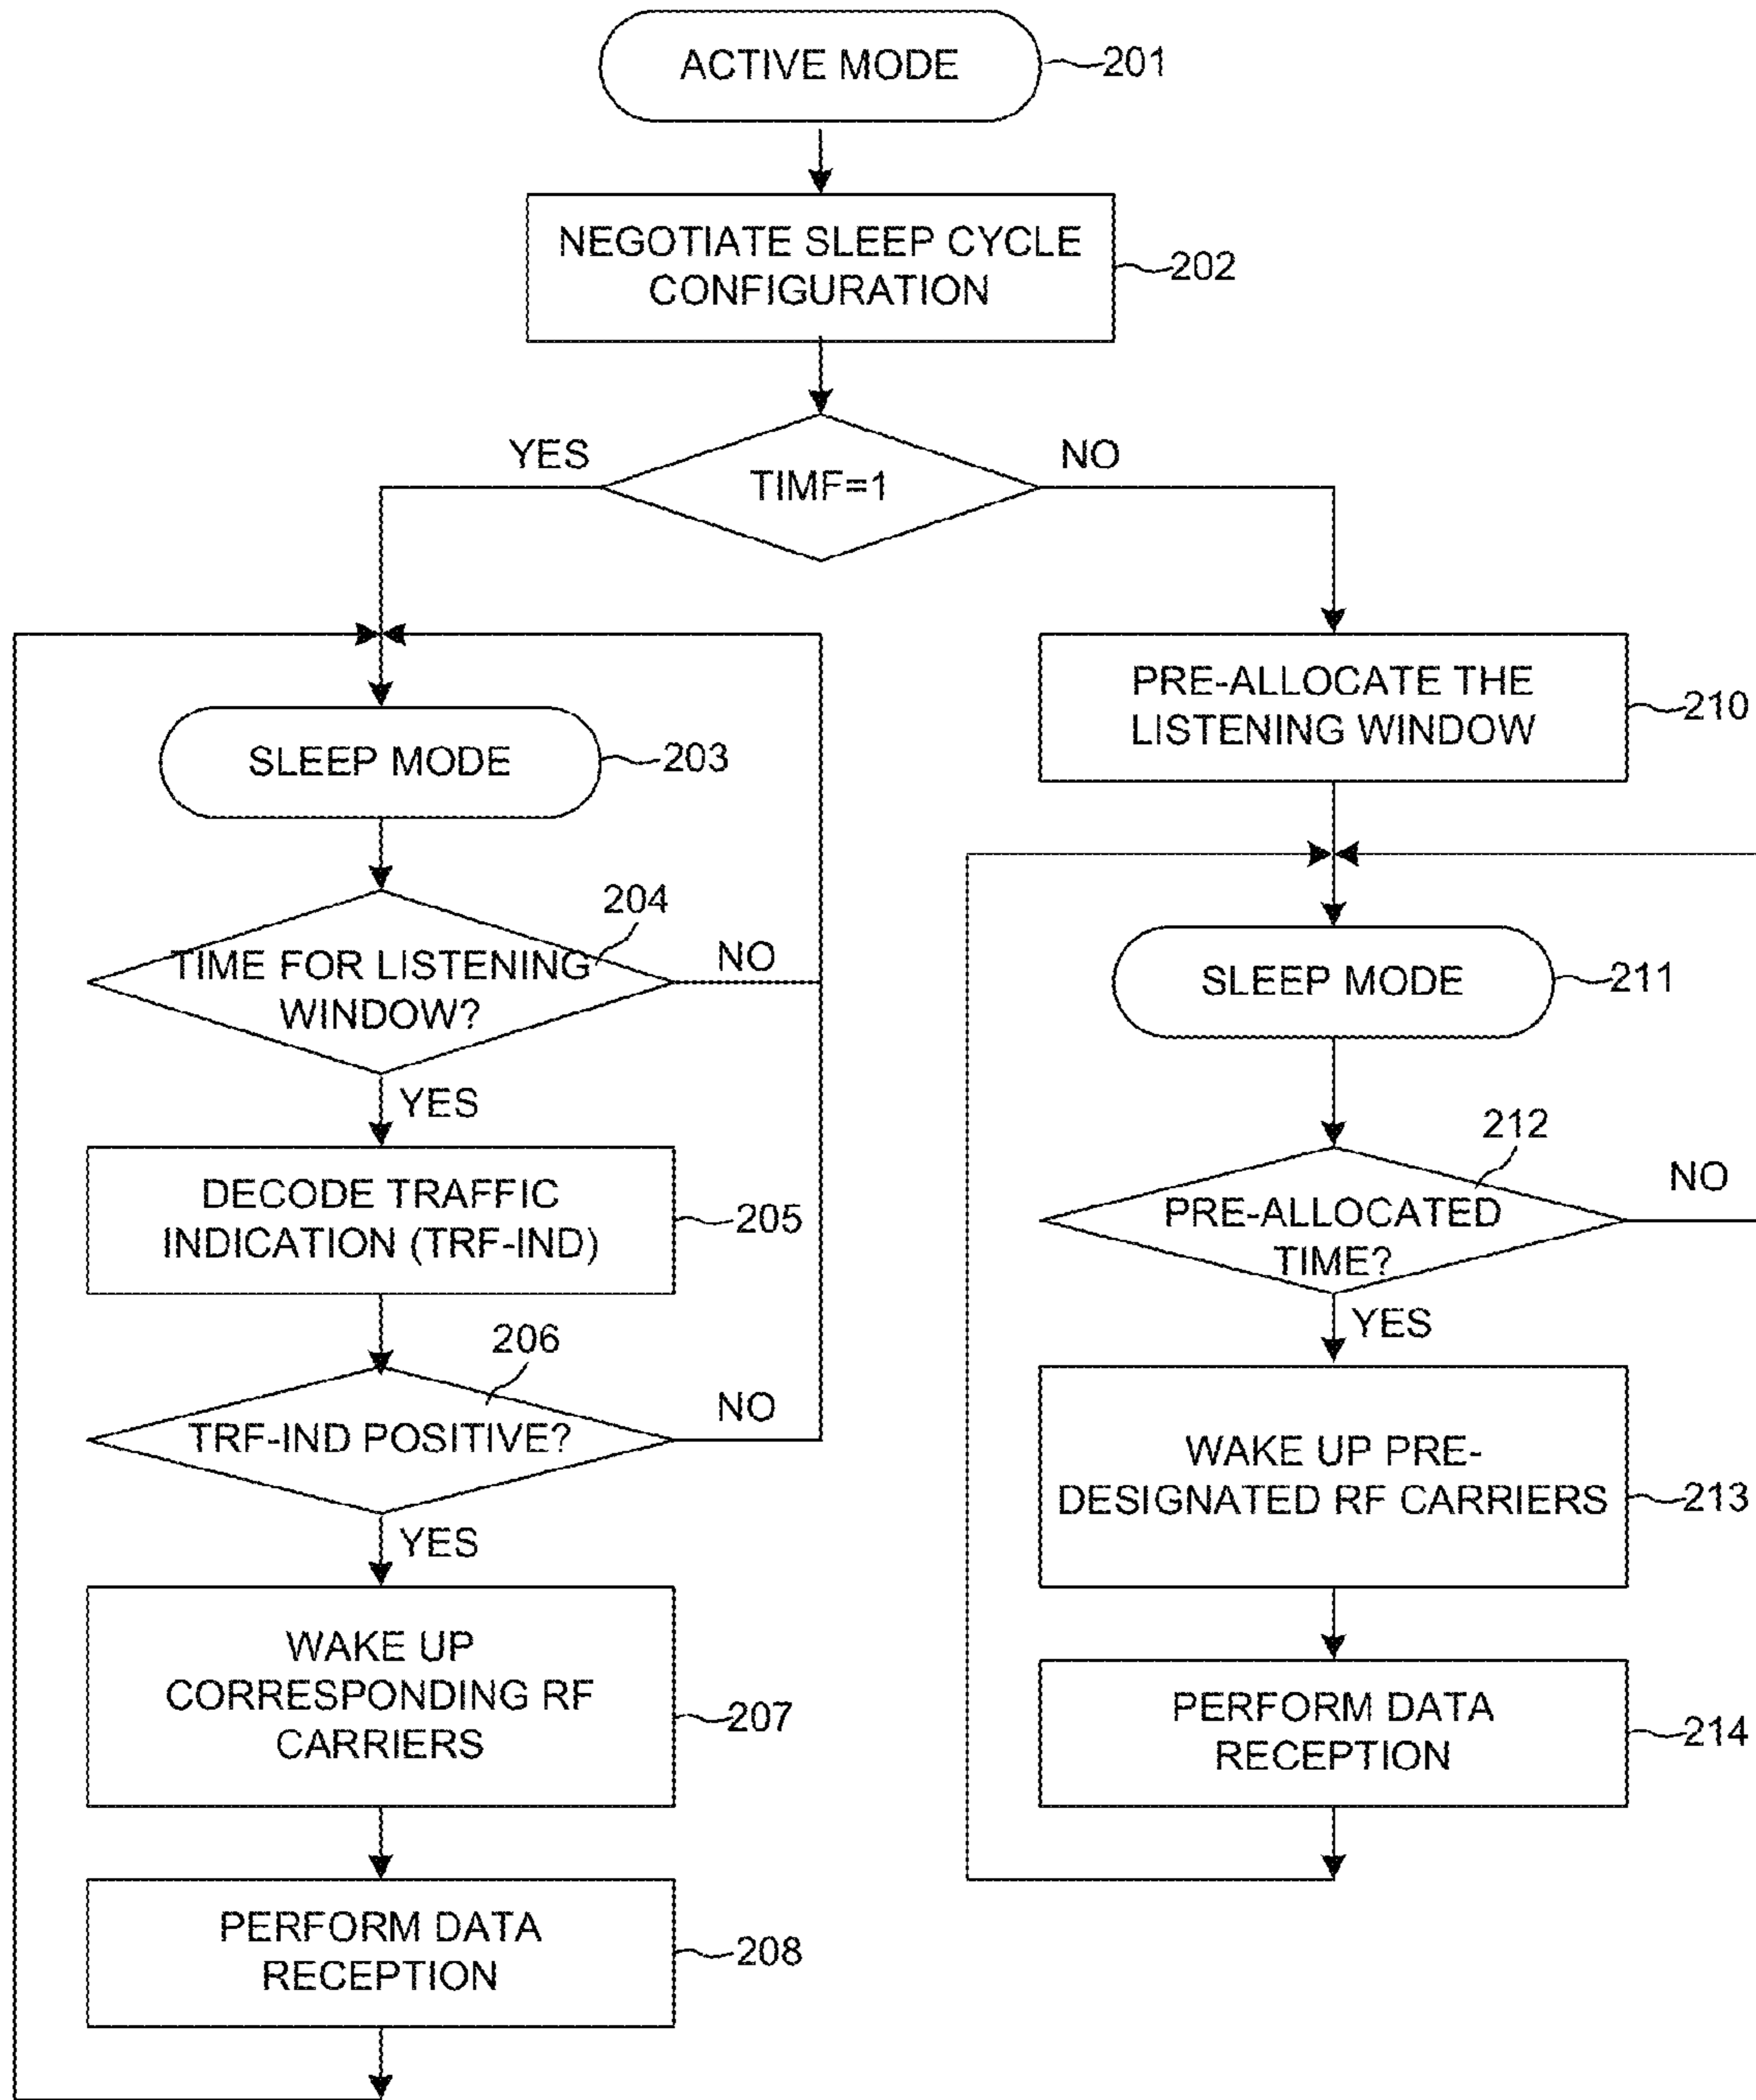 ACTIVE MODE
201
NEGOTIATE SLEEP CYCLE
CONFIGURATION
202
YES
TIMF=1
NO
SLEEP MODE
203
204
TIME FOR LISTENING
WINDOW?
NO
YES
DECODE TRAFFIC
INDICATION (TRF-IND)
205
206
TRF-IND POSITIVE?
NO
YES
WAKE UP
CORRESPONDING RF
CARRIERS
207
PERFORM DATA
RECEPTION
208
PRE-ALLOCATE THE
LISTENING WINDOW
210
SLEEP MODE
211
212
PRE-ALLOCATED
TIME?
NO
YES
WAKE UP PRE-
DESIGNATED RF CARRIERS
213
PERFORM DATA
RECEPTION
214